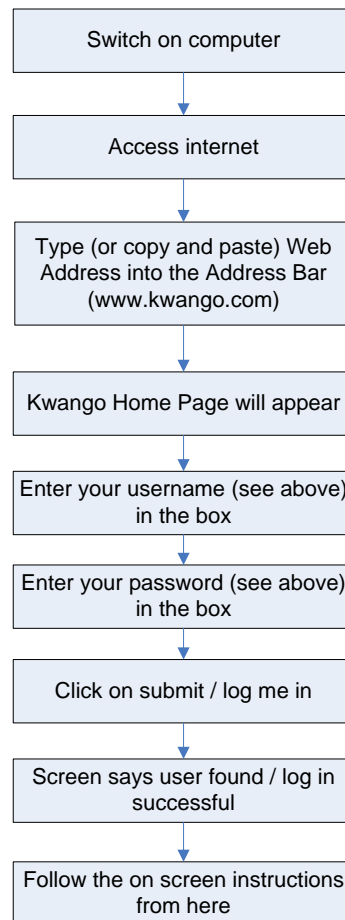 Switch on computer
Access internet
Type (or copy and paste) Web
Address into the Address Bar
(www.kwango.com)
Kwango Home Page will appear
Enter your username (see above)
in the box
Enter your password (see above)
in the box
Click on submit / log me in
Screen says user found / log in
successful
Follow the on screen instructions
from here